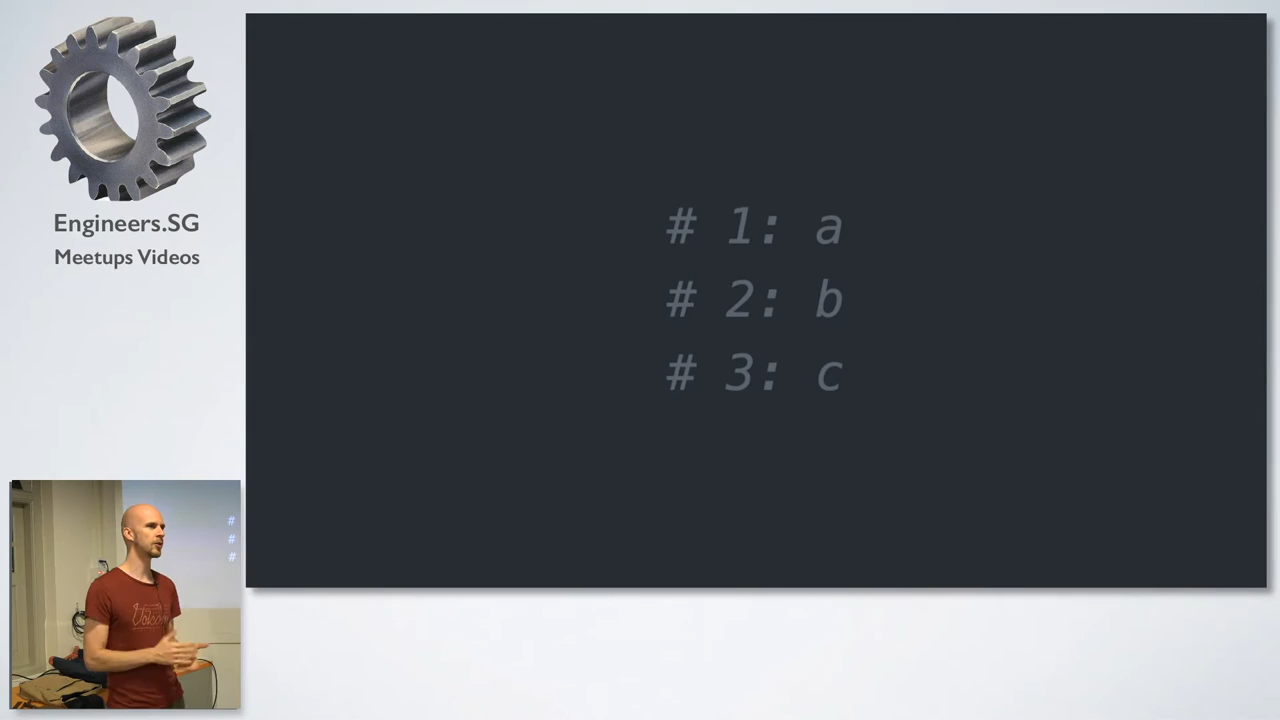 Engineers.SG
Meetups Videos
# 1: a
# 2: b
# 3: c
#
#
#